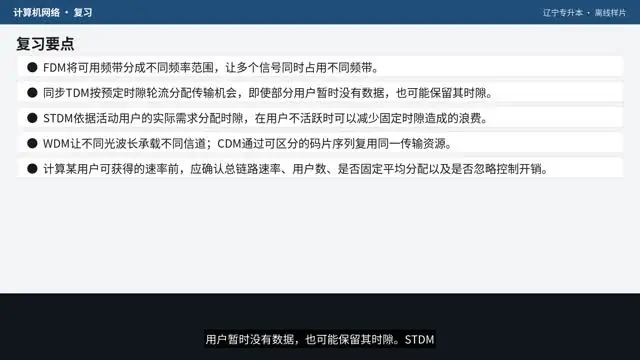 计算机网络 · 复习
辽宁专升本 · 离线样片
复习要点
● FDM将可用频带分成不同频率范围，让多个信号同时占用不同频带。
● 同步TDM按预定时隙轮流分配传输机会，即使部分用户暂时没有数据，也可能保留其时隙。
● STDM依据活动用户的实际需求分配时隙，在用户不活跃时可以减少固定时隙造成的浪费。
● WDM让不同光波长承载不同信道；CDM通过可区分的码片序列复用同一传输资源。
● 计算某用户可获得的速率前，应确认总链路速率、用户数、是否固定平均分配以及是否忽略控制开销。
用户暂时没有数据，也可能保留其时隙。STDM